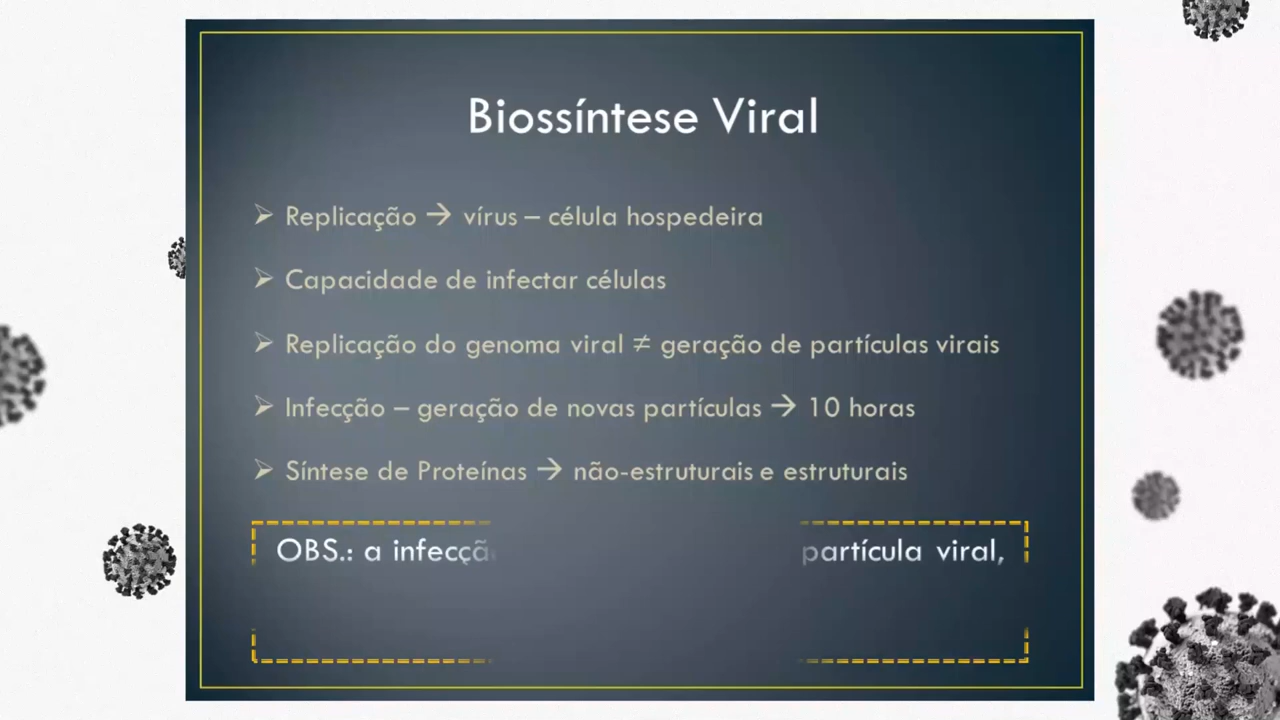 Biossíntese Viral
➢ Replicação → vírus – célula hospedeira
➢ Capacidade de infectar células
➢ Replicação do genoma viral ≠ geração de partículas virais
➢ Infecção – geração de novas partículas → 10 horas
➢ Síntese de Proteínas → não-estruturais e estruturais
OBS.: a partícula viral,